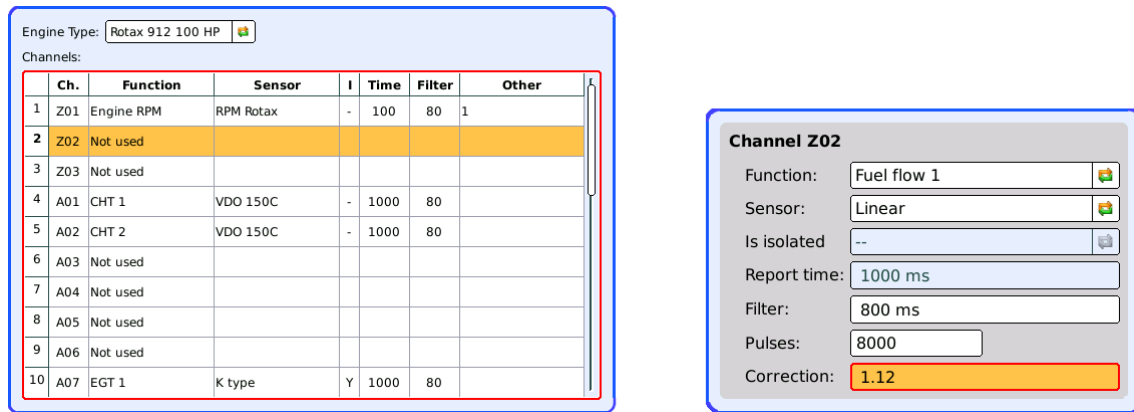 Engine Type: Rotax 912 100 HP
Channels:
Ch. Function Sensor I Time Filter Other
1 Z01 Engine RPM RPM Rotax - 100 80 1
2 Z02 Not used
3 Z03 Not used
4 A01 CHT 1 VDO 150C - 1000 80
5 A02 CHT 2 VDO 150C - 1000 80
6 A03 Not used
7 A04 Not used
8 A05 Not used
9 A06 Not used
10 A07 EGT 1 K type Y 1000 80
Channel Z02
Function: Fuel flow 1
Sensor: Linear
Is isolated --
Report time: 1000 ms
Filter: 800 ms
Pulses: 8000
Correction: 1.12